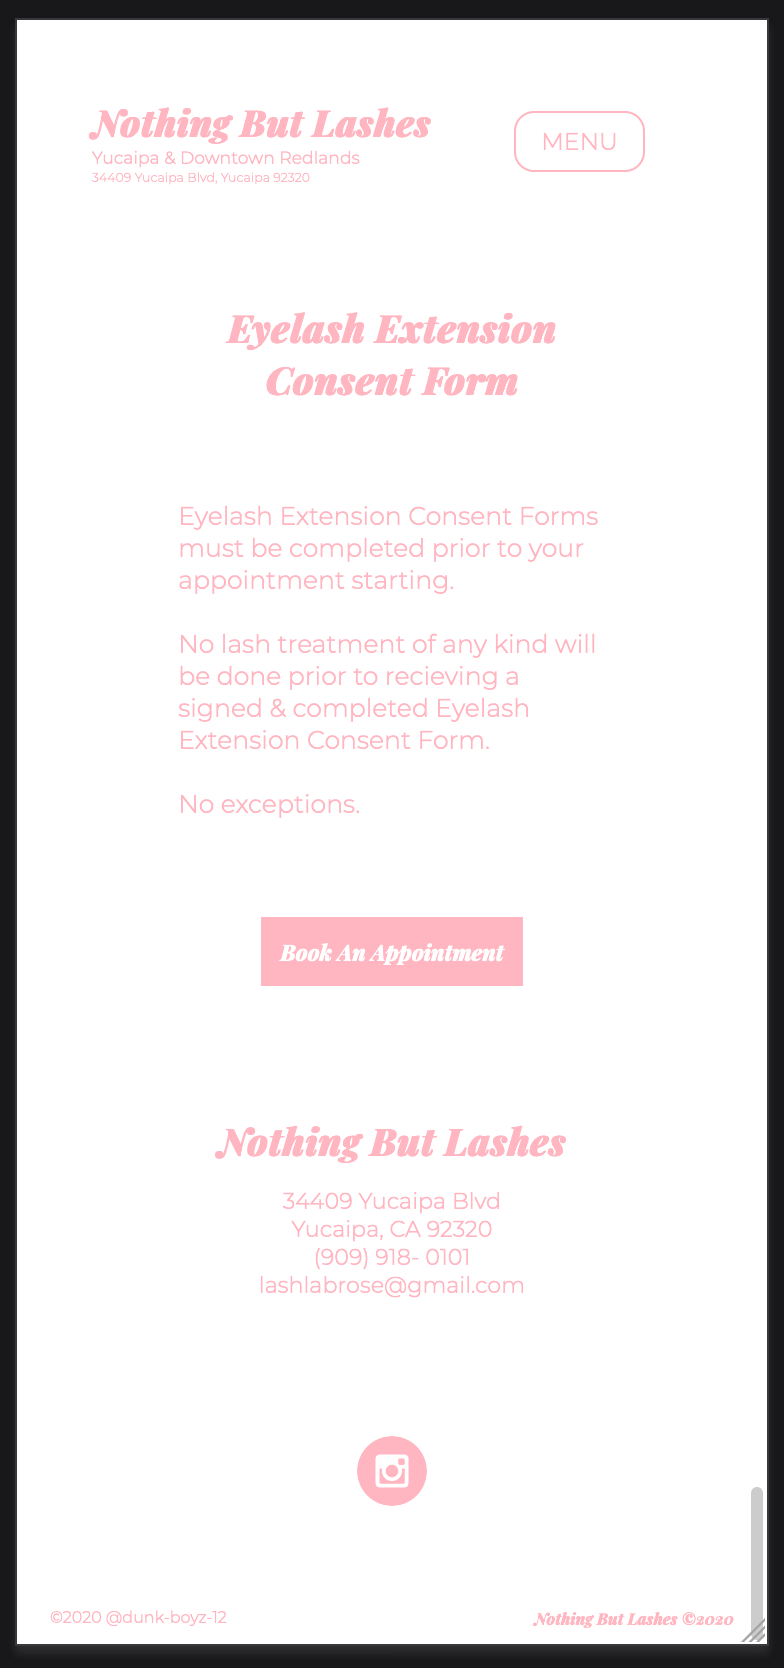 Nothing But Lashes
Yucaipa & Downtown Redlands
34409 Yucaipa Blvd, Yucaipa 92320
MENU
Eyelash Extension
Consent Form
Eyelash Extension Consent Forms
must be completed prior to your
appointment starting.
No lash treatment of any kind will
be done prior to recieving a
signed & completed Eyelash
Extension Consent Form.
No exceptions.
Book An Appointment
Nothing But Lashes
34409 Yucaipa Blvd
Yucaipa, CA 92320
(909) 918- 0101
lashlabrose@gmail.com
©2020 @dunk-boyz-12
Nothing But Lashes ©2020